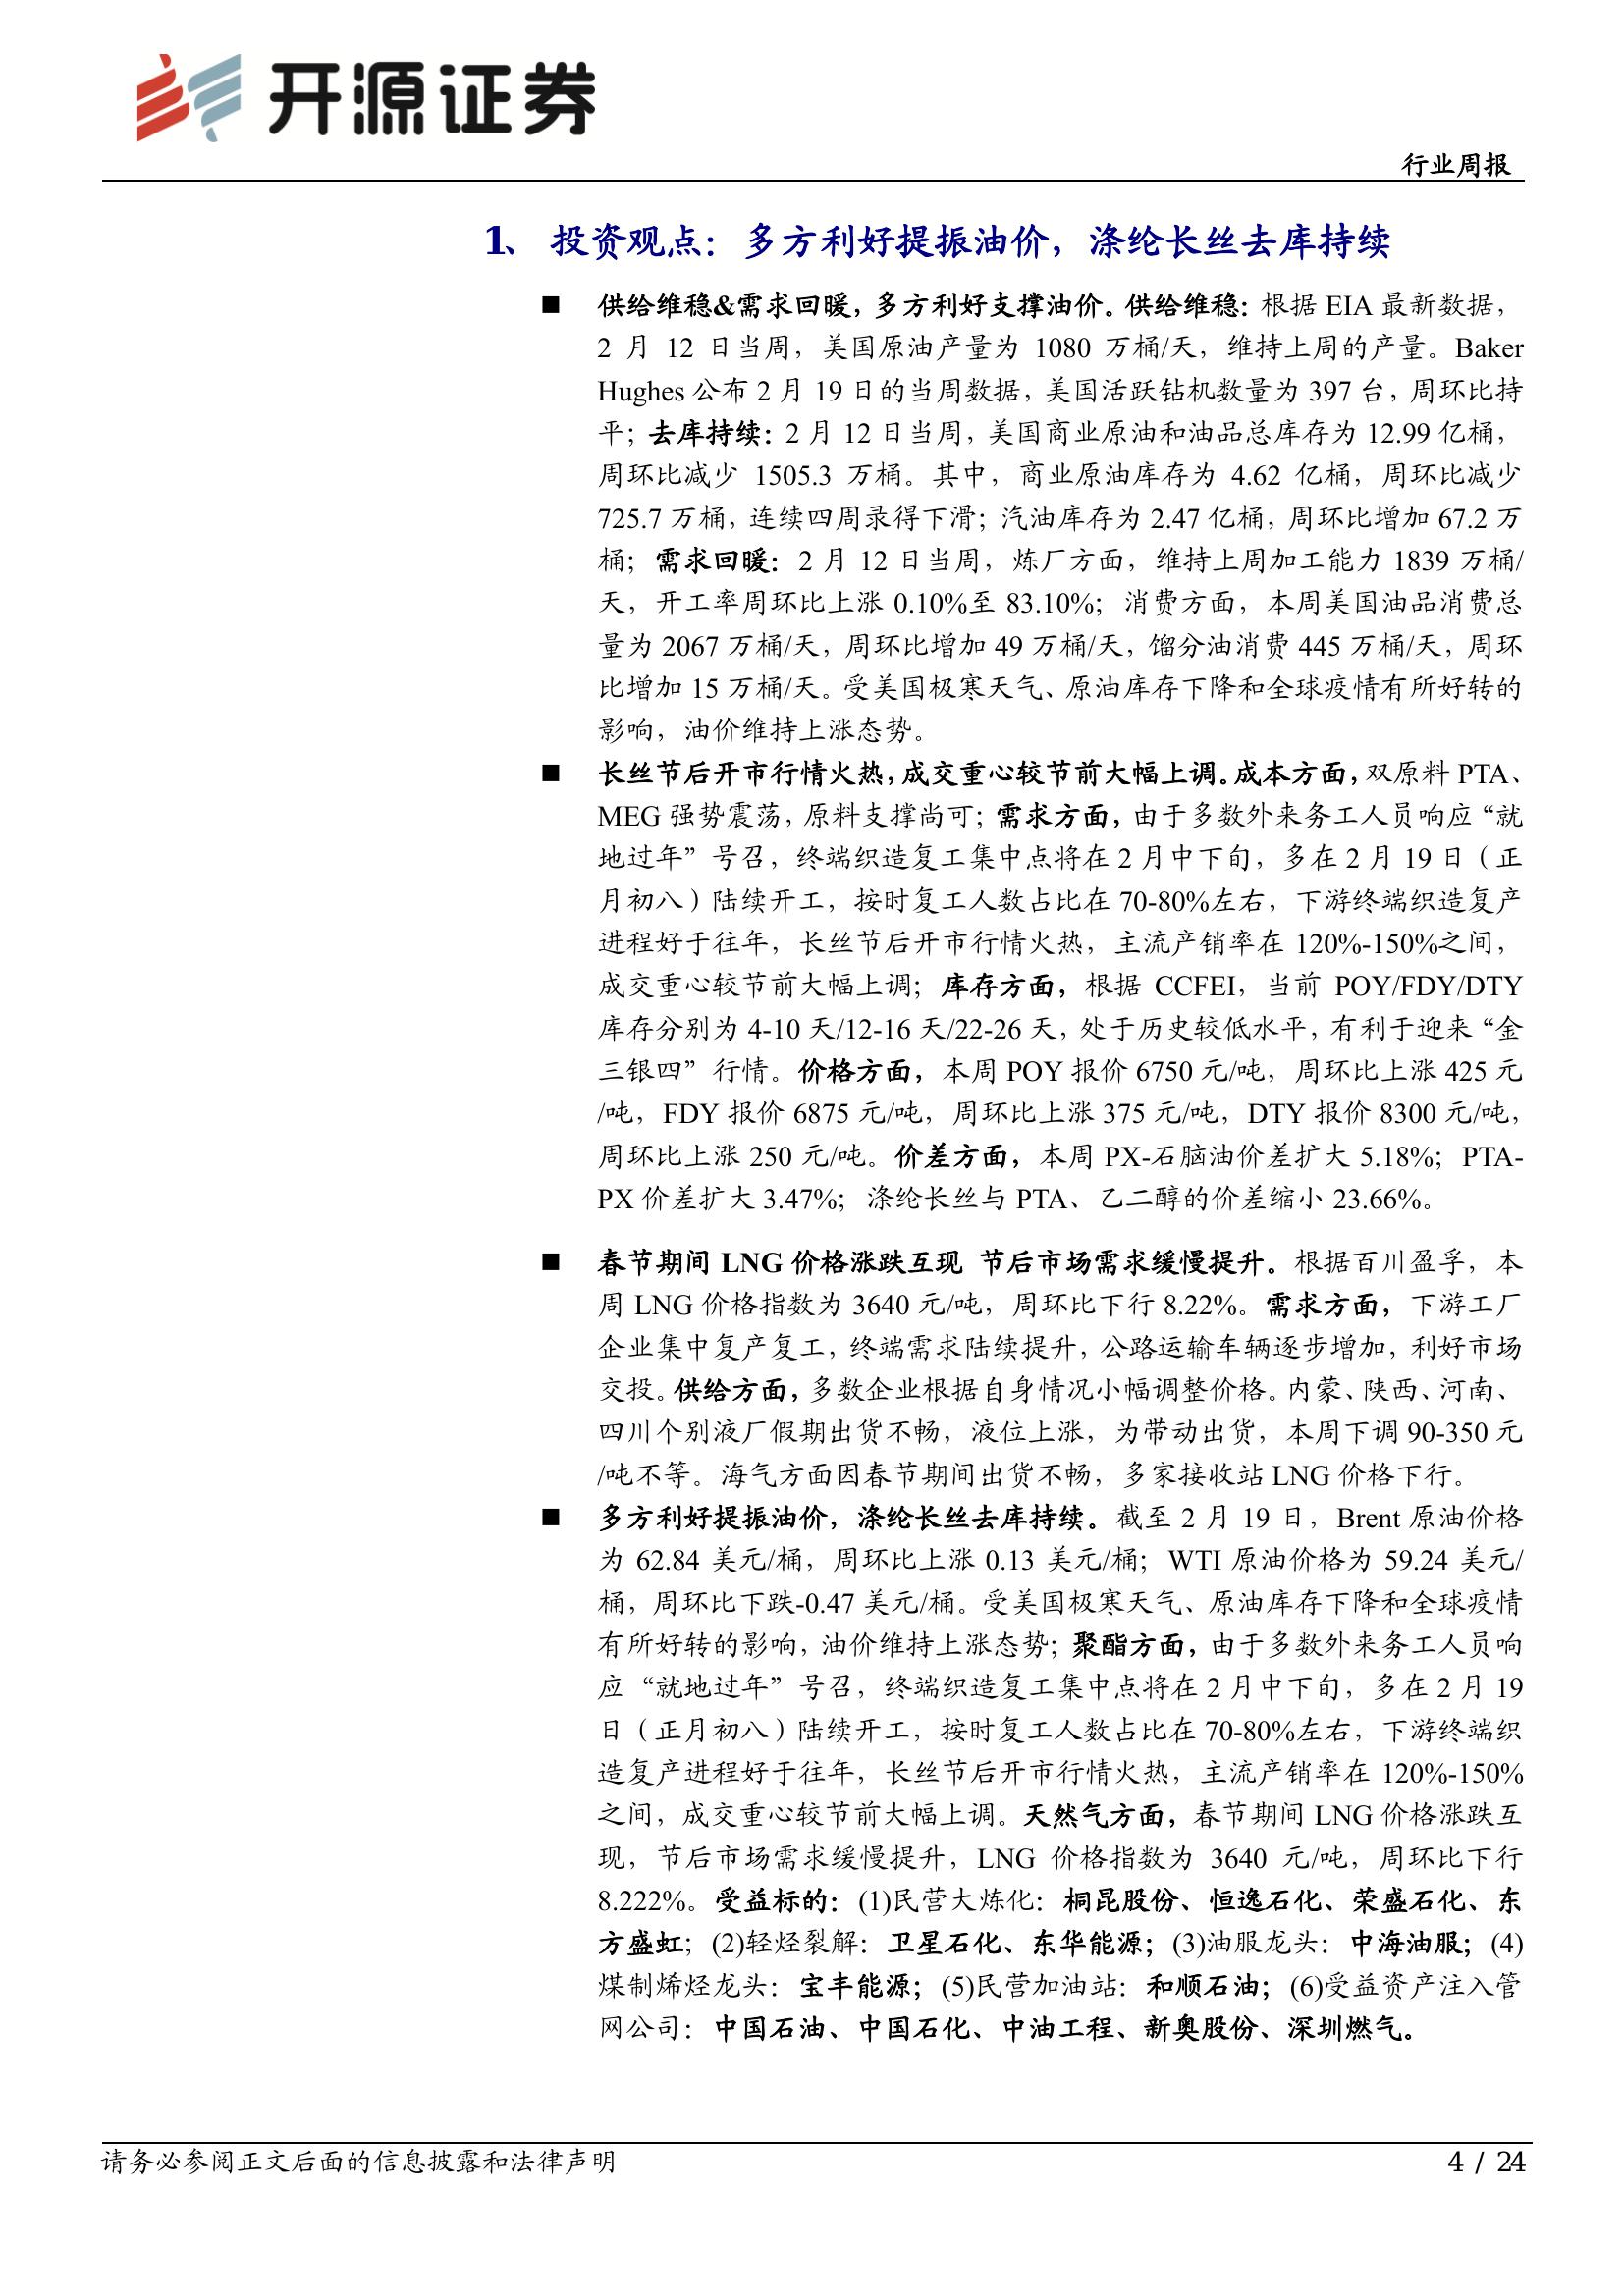 开源证券
行业周报
1、 投资观点：多方利好提振油价，涤纶长丝去库持续
■ 供给维稳&需求回暖，多方利好支撑油价。供给维稳：根据 EIA 最新数据，
2 月 12 日当周，美国原油产量为 1080 万桶/天，维持上周的产量。Baker
Hughes 公布 2 月 19 日的当周数据，美国活跃钻机数量为 397 台，周环比持
平；去库持续：2 月 12 日当周，美国商业原油和油品总库存为 12.99 亿桶，
周环比减少 1505.3 万桶。其中，商业原油库存为 4.62 亿桶，周环比减少
725.7 万桶，连续四周录得下滑；汽油库存为 2.47 亿桶，周环比增加 67.2 万
桶；需求回暖：2 月 12 日当周，炼厂方面，维持上周加工能力 1839 万桶/
天，开工率周环比上涨 0.10%至 83.10%；消费方面，本周美国油品消费总
量为 2067 万桶/天，周环比增加 49 万桶/天，馏分油消费 445 万桶/天，周环
比增加 15 万桶/天。受美国极寒天气、原油库存下降和全球疫情有所好转的
影响，油价维持上涨态势。
■ 长丝节后开市行情火热，成交重心较节前大幅上调。成本方面，双原料 PTA、
MEG 强势震荡，原料支撑尚可；需求方面，由于多数外来务工人员响应“就
地过年”号召，终端织造复工集中点将在 2 月中下旬，多在 2 月 19 日（正
月初八）陆续开工，按时复工人数占比在 70-80%左右，下游终端织造复产
进程好于往年，长丝节后开市行情火热，主流产销率在 120%-150%之间，
成交重心较节前大幅上调；库存方面，根据 CCFEI，当前 POY/FDY/DTY
库存分别为 4-10 天/12-16 天/22-26 天，处于历史较低水平，有利于迎来“金
三银四”行情。价格方面，本周 POY 报价 6750 元/吨，周环比上涨 425 元
/吨，FDY 报价 6875 元/吨，周环比上涨 375 元/吨，DTY 报价 8300 元/吨，
周环比上涨 250 元/吨。价差方面，本周 PX-石脑油价差扩大 5.18%；PTA-
PX 价差扩大 3.47%；涤纶长丝与 PTA、乙二醇的价差缩小 23.66%。
■ 春节期间 LNG 价格涨跌互现 节后市场需求缓慢提升。根据百川盈孚，本
周 LNG 价格指数为 3640 元/吨，周环比下行 8.22%。需求方面，下游工厂
企业集中复产复工，终端需求陆续提升，公路运输车辆逐步增加，利好市场
交投。供给方面，多数企业根据自身情况小幅调整价格。内蒙、陕西、河南、
四川个别液厂假期出货不畅，液位上涨，为带动出货，本周下调 90-350 元
/吨不等。海气方面因春节期间出货不畅，多家接收站 LNG 价格下行。
■ 多方利好提振油价，涤纶长丝去库持续。截至 2 月 19 日，Brent 原油价格
为 62.84 美元/桶，周环比上涨 0.13 美元/桶；WTI 原油价格为 59.24 美元/
桶，周环比下跌-0.47 美元/桶。受美国极寒天气、原油库存下降和全球疫情
有所好转的影响，油价维持上涨态势；聚酯方面，由于多数外来务工人员响
应“就地过年”号召，终端织造复工集中点将在 2 月中下旬，多在 2 月 19
日（正月初八）陆续开工，按时复工人数占比在 70-80%左右，下游终端织
造复产进程好于往年，长丝节后开市行情火热，主流产销率在 120%-150%
之间，成交重心较节前大幅上调。天然气方面，春节期间 LNG 价格涨跌互
现，节后市场需求缓慢提升，LNG 价格指数为 3640 元/吨，周环比下行
8.222%。受益标的：(1)民营大炼化：桐昆股份、恒逸石化、荣盛石化、东
方盛虹；(2)轻烃裂解：卫星石化、东华能源；(3)油服龙头：中海油服；(4)
煤制烯烃龙头：宝丰能源；(5)民营加油站：和顺石油；(6)受益资产注入管
网公司：中国石油、中国石化、中油工程、新奥股份、深圳燃气。
请务必参阅正文后面的信息披露和法律声明
4 / 24